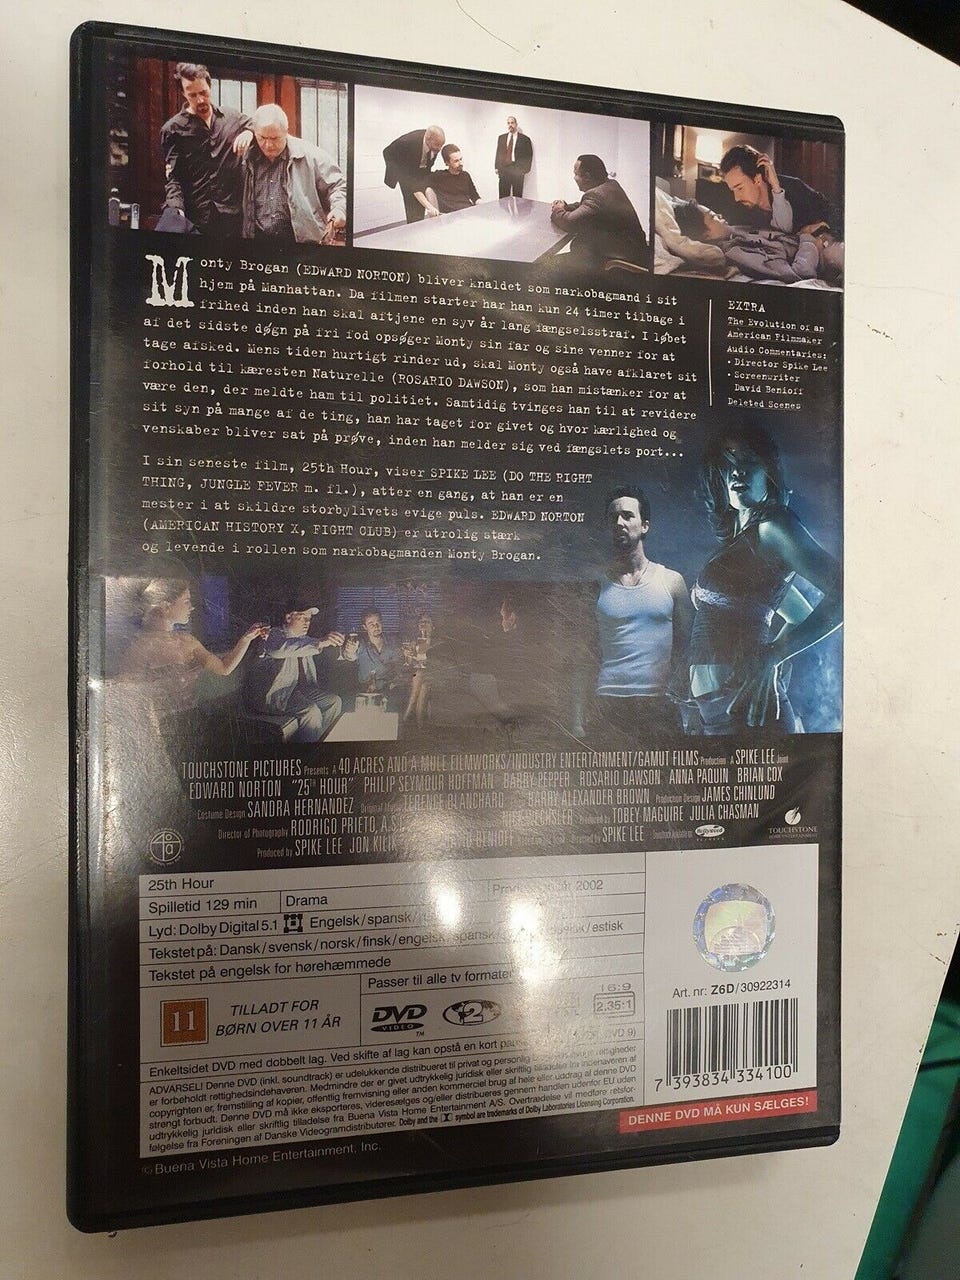 Monty Brogan (EDWARD NORTON) bliver knaldet som narkobagmand i sit
hjem på Manhattan. Da filmen starter har han kun 24 timer tilbage i
frihed inden han skal aftjene en syv år lang fængselsstraf. I løbet
af det sidste døgn på fri fod opsøger Monty sin far og sine venner for at
tage afsked. Mens tiden hurtigt rinder ud, skal Monty også have afklaret sit
forhold til kæresten Naturelle (ROSARIO DAWSON), som han mistænker for at
være den, der meldte ham til politiet. Samtidig tvinges han til at revidere
sit syn på mange af de ting, han har taget for givet og hvor kærlighed og
venskaber bliver sat på prøve, inden han melder sig ved fængslets port...
I sin seneste film, 25th Hour, viser SPIKE LEE (DO THE RIGHT
THING, JUNGLE FEVER m. fl.), atter en gang, at han er en
mester i at skildre storbylivets evige puls. EDWARD NORTON
(AMERICAN HISTORY X, FIGHT CLUB) er utrolig stærk
og levende i rollen som narkobagmanden Monty Brogan.
EXTRA
The Evolution of an
American Filmmaker
Audio Commentaries:
• Director Spike Lee
• Screenwriter
David Benioff
Deleted Scenes
TOUCHSTONE PICTURES Presents A 40 ACRES AND A MULE FILMWORKS/INDUSTRY ENTERTAINMENT/GAMUT FILMS Production A SPIKE LEE Joint
EDWARD NORTON "25TH HOUR" PHILIP SEYMOUR HOFFMAN BARRY PEPPER ROSARIO DAWSON ANNA PAQUIN BRIAN COX
Costume Design SANDRA HERNANDEZ Original Music TERENCE BLANCHARD BARRY ALEXANDER BROWN Production Design JAMES CHINLUND
Director of Photography RODRIGO PRIETO, Produced by TOBEY MAGUIRE JULIA CHASMAN
Produced by SPIKE LEE JON KILIK Directed by SPIKE LEE
Hollywood
TOUCHSTONE
HOME ENTERTAINMENT
25th Hour 2002
Spilletid 129 min Drama
Lyd: Dolby Digital 5.1 Engelsk/spansk/ /estisk
Tekstet på: Dansk/svensk/norsk/finsk/engelsk/
Tekstet på engelsk for hørehæmmede
Passer til alle tv formater
11 TILLADT FOR
BØRN OVER 11 ÅR
DVD
VIDEO
TM
2
16:9
2.35:1
Enkeltsidet DVD med dobbelt lag. Ved skifte af lag kan opstå en kort DVD 9)
ADVARSEL! Denne DVD (inkl. soundtrack) er udelukkende distribueret til privat og personlig
er forbeholdt rettighedsindehaveren. Medmindre der er givet udtrykkelig juridisk eller skriftlig tilladelse fra indehaveren af
copyrighten er, fremstilling af kopier, offentlig fremvisning eller anden kommerciel brug af hele eller uddrag af denne DVD
strengt forbudt. Denne DVD må ikke eksporteres, videresælges og/eller distribueres gennem handlen udenfor EU uden
udtrykkelig juridisk eller skriftlig tilladelse fra Buena Vista Home Entertainment A/S. Overtrædelse vil medføre retsfor-
følgelse fra Foreningen af Danske Videogramdistributører. Dolby and the symbol are trademarks of Dolby Laboratories Licensing Corporation.
Art. nr: Z6D/30922314
7 393834 334100
DENNE DVD MÅ KUN SÆLGES!
© Buena Vista Home Entertainment, Inc.